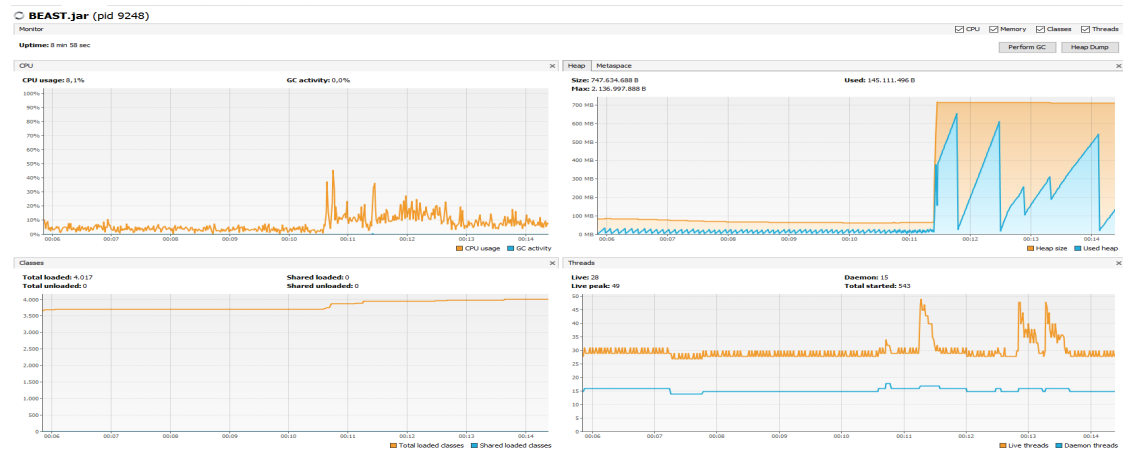 BEAST.jar (pid 9248)
Monitor
CPU Memory Classes Threads
Uptime: 8 min 58 sec
Perform GC Heap Dump
CPU
CPU usage: 8,1% GC activity: 0,0%
100%
90%
80%
70%
60%
50%
40%
30%
20%
10%
0%
00:06 00:07 00:08 00:09 00:10 00:11 00:12 00:13 00:14
CPU usage GC activity
Heap Metaspace
Size: 747.634.688 B Used: 145.111.496 B
Max: 2.136.997.888 B
700 MB
600 MB
500 MB
400 MB
300 MB
200 MB
100 MB
0 MB
00:06 00:07 00:08 00:09 00:10 00:11 00:12 00:13 00:14
Heap size Used heap
Classes
Total loaded: 4.017 Shared loaded: 0
Total unloaded: 0 Shared unloaded: 0
4.000
3.500
3.000
2.500
2.000
1.500
1.000
500
0
00:06 00:07 00:08 00:09 00:10 00:11 00:12 00:13 00:14
Total loaded classes Shared loaded classes
Threads
Live: 28 Daemon: 15
Live peak: 49 Total started: 543
50
45
40
35
30
25
20
15
10
5
0
00:06 00:07 00:08 00:09 00:10 00:11 00:12 00:13 00:14
Live threads Daemon threads